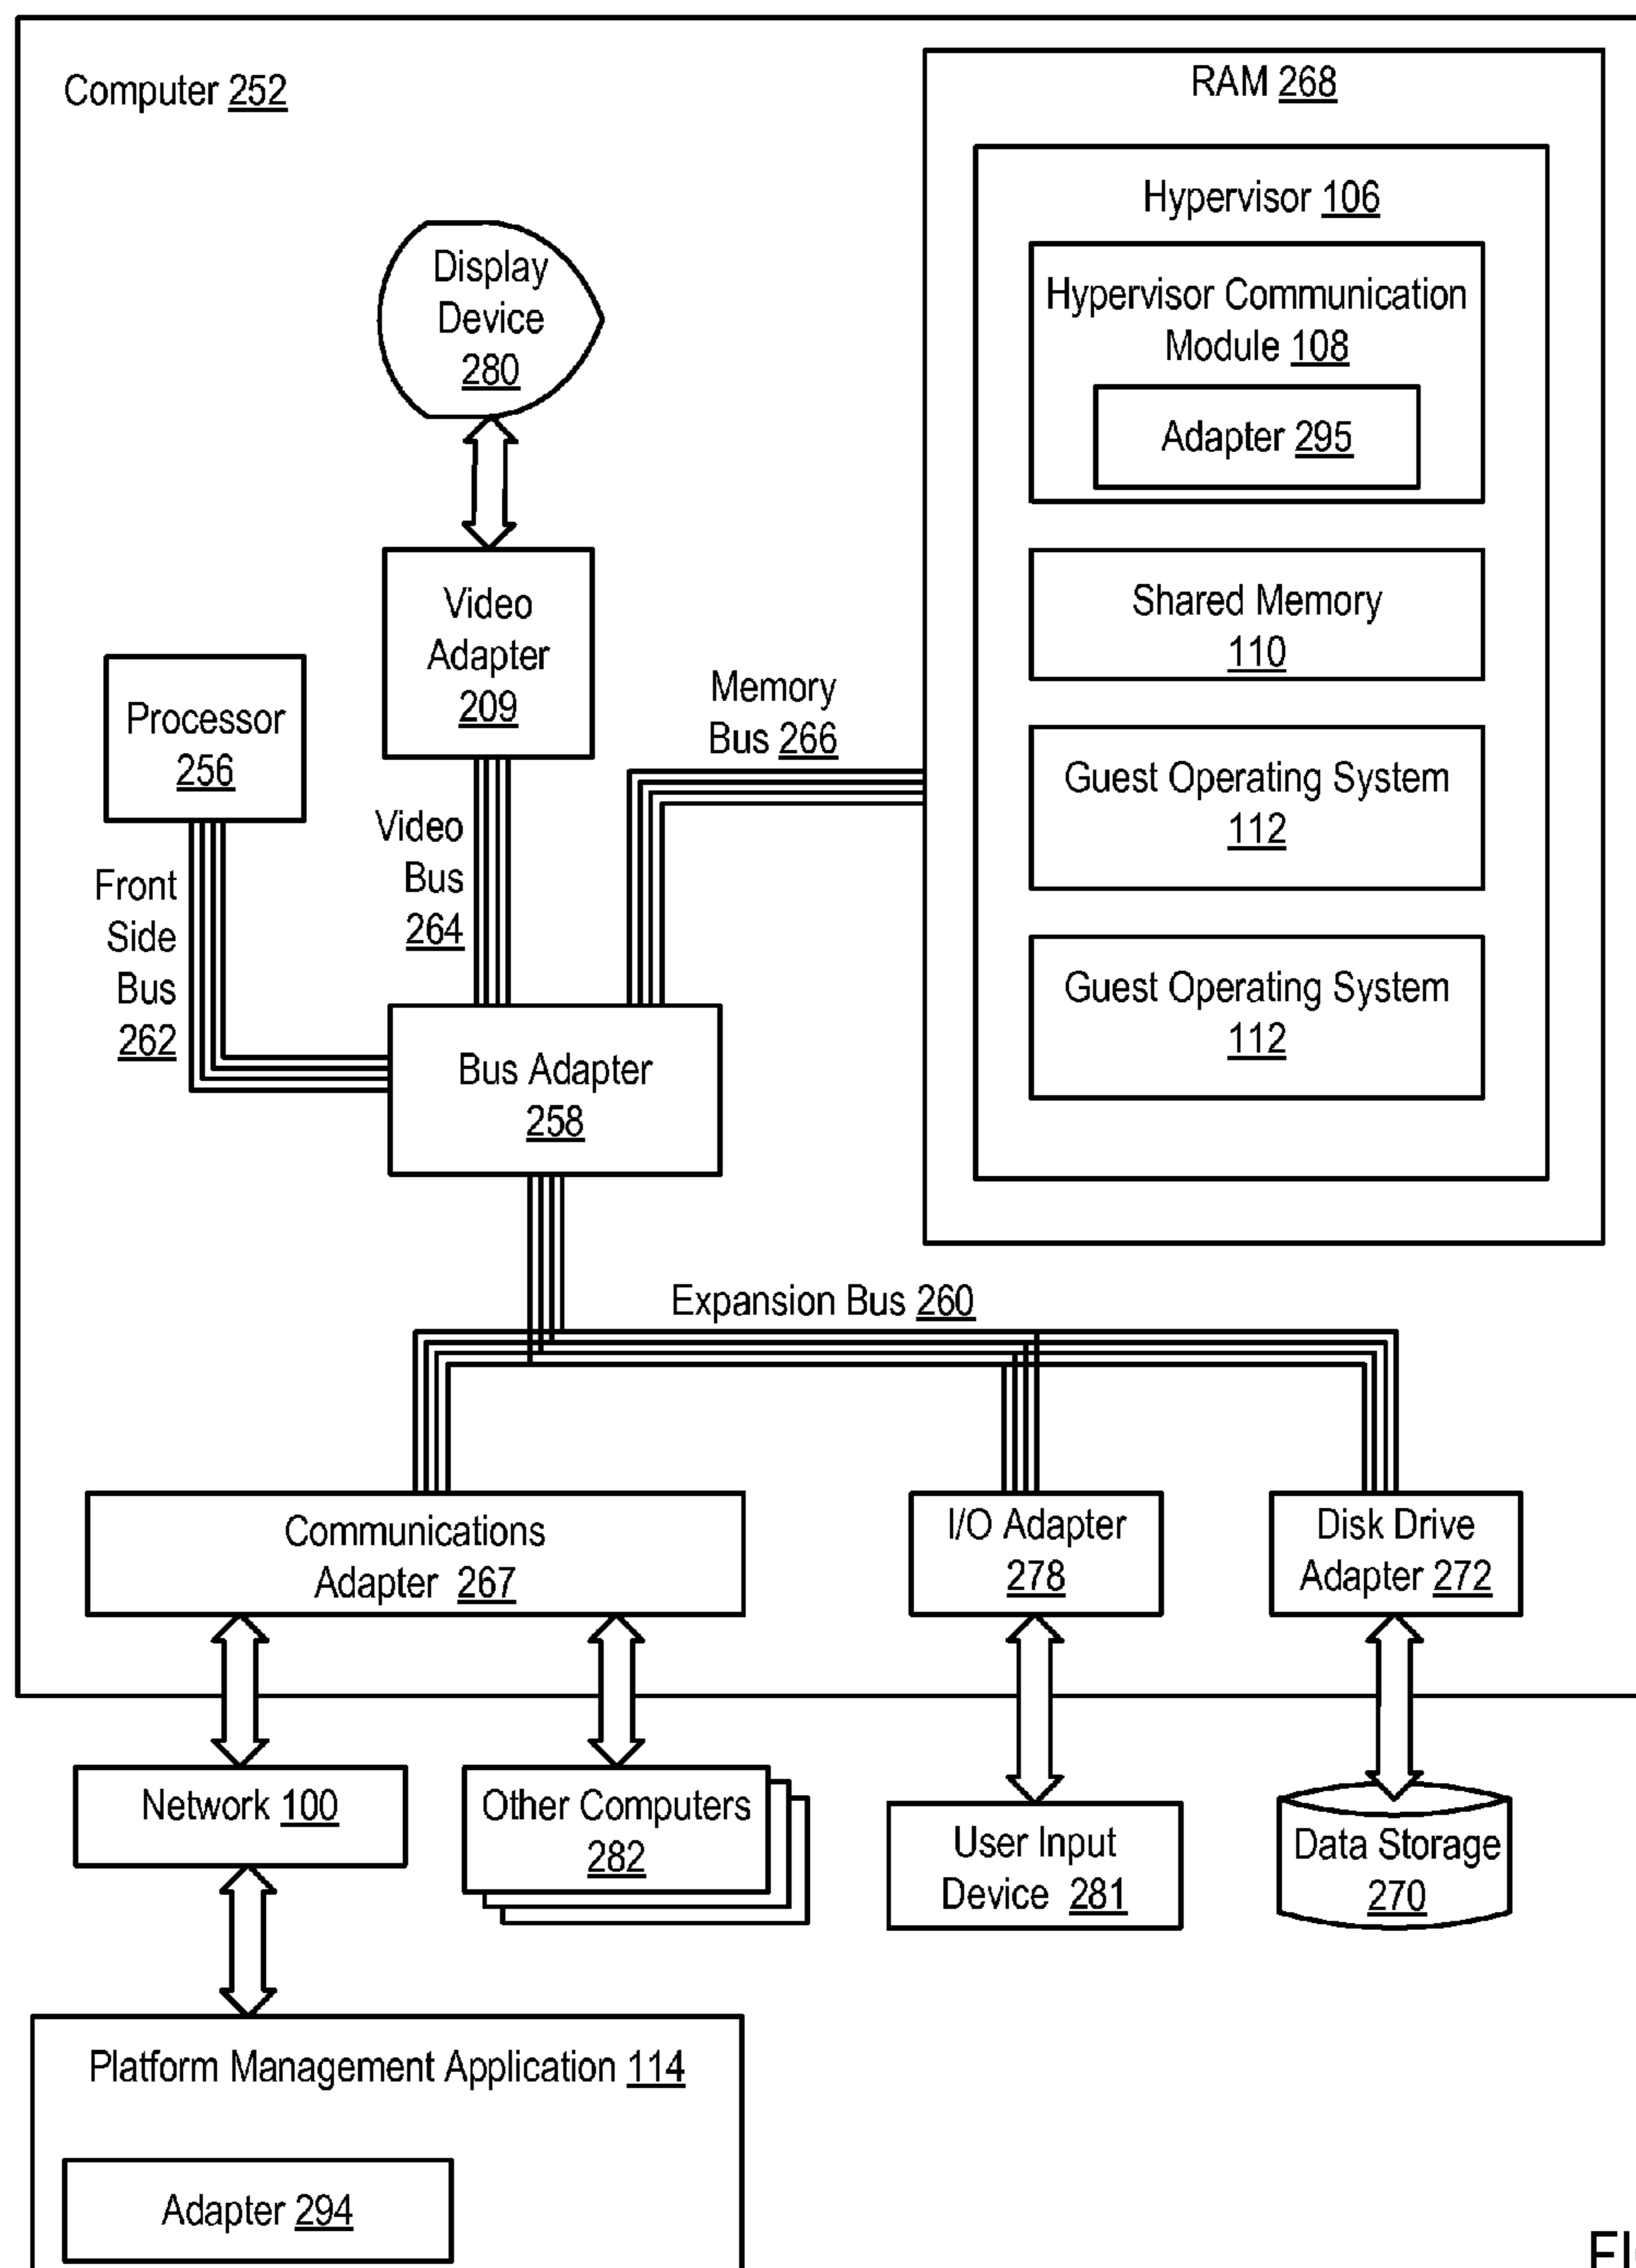 Computer 252
RAM 268
Hypervisor 106
Hypervisor Communication
Module 108
Adapter 295
Shared Memory
110
Guest Operating System
112
Guest Operating System
112
Display
Device
280
Video
Adapter
209
Processor
256
Memory
Bus 266
Video
Bus
264
Front
Side
Bus
262
Bus Adapter
258
Expansion Bus 260
Communications
Adapter 267
I/O Adapter
278
Disk Drive
Adapter 272
Network 100
Other Computers
282
User Input
Device 281
Data Storage
270
Platform Management Application 114
Adapter 294